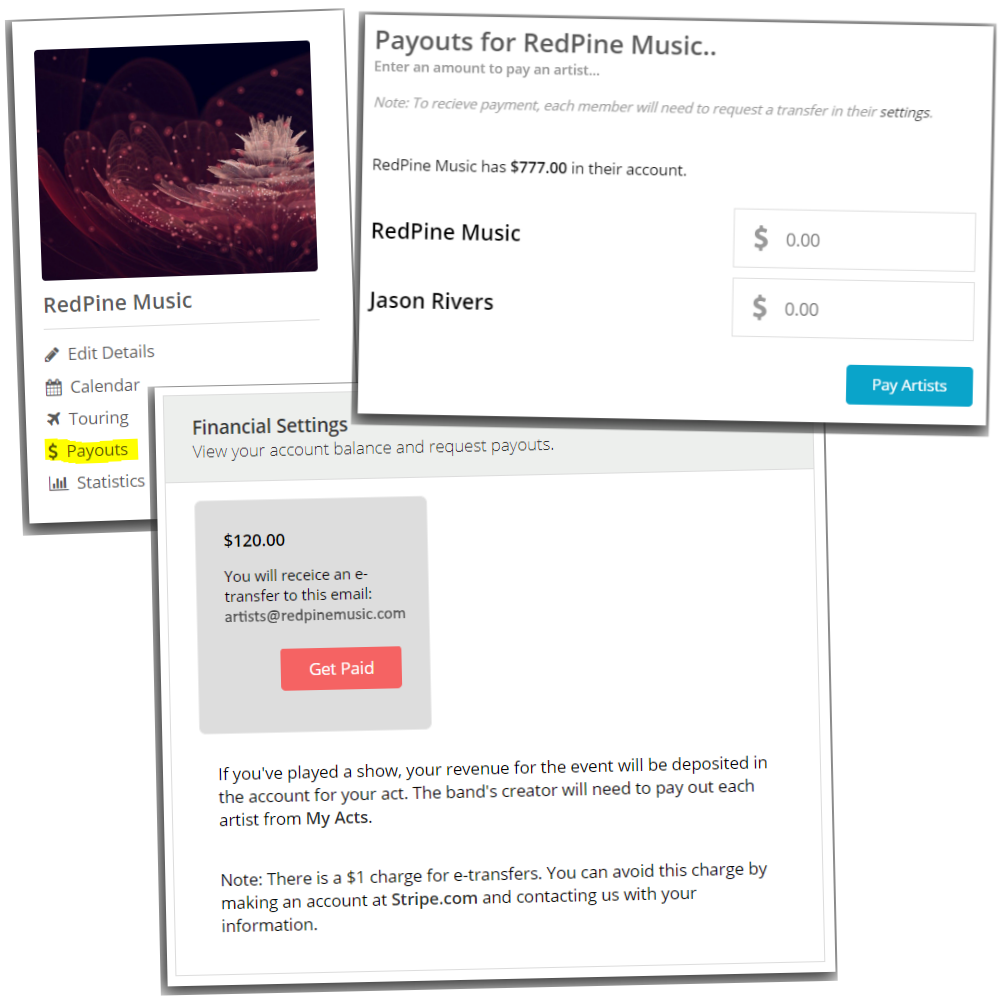 RedPine Music
Edit Details
Calendar
Touring
$ Payouts
Statistics
Payouts for RedPine Music..
Enter an amount to pay an artist...
Note: To recieve payment, each member will need to request a transfer in their settings.
RedPine Music has $777.00 in their account.
RedPine Music $ 0.00
Jason Rivers $ 0.00
Pay Artists
Financial Settings
View your account balance and request payouts.
$120.00
You will receice an e-
transfer to this email:
artists@redpinemusic.com
Get Paid
If you've played a show, your revenue for the event will be deposited in
the account for your act. The band's creator will need to pay out each
artist from My Acts.
Note: There is a $1 charge for e-transfers. You can avoid this charge by
making an account at Stripe.com and contacting us with your
information.